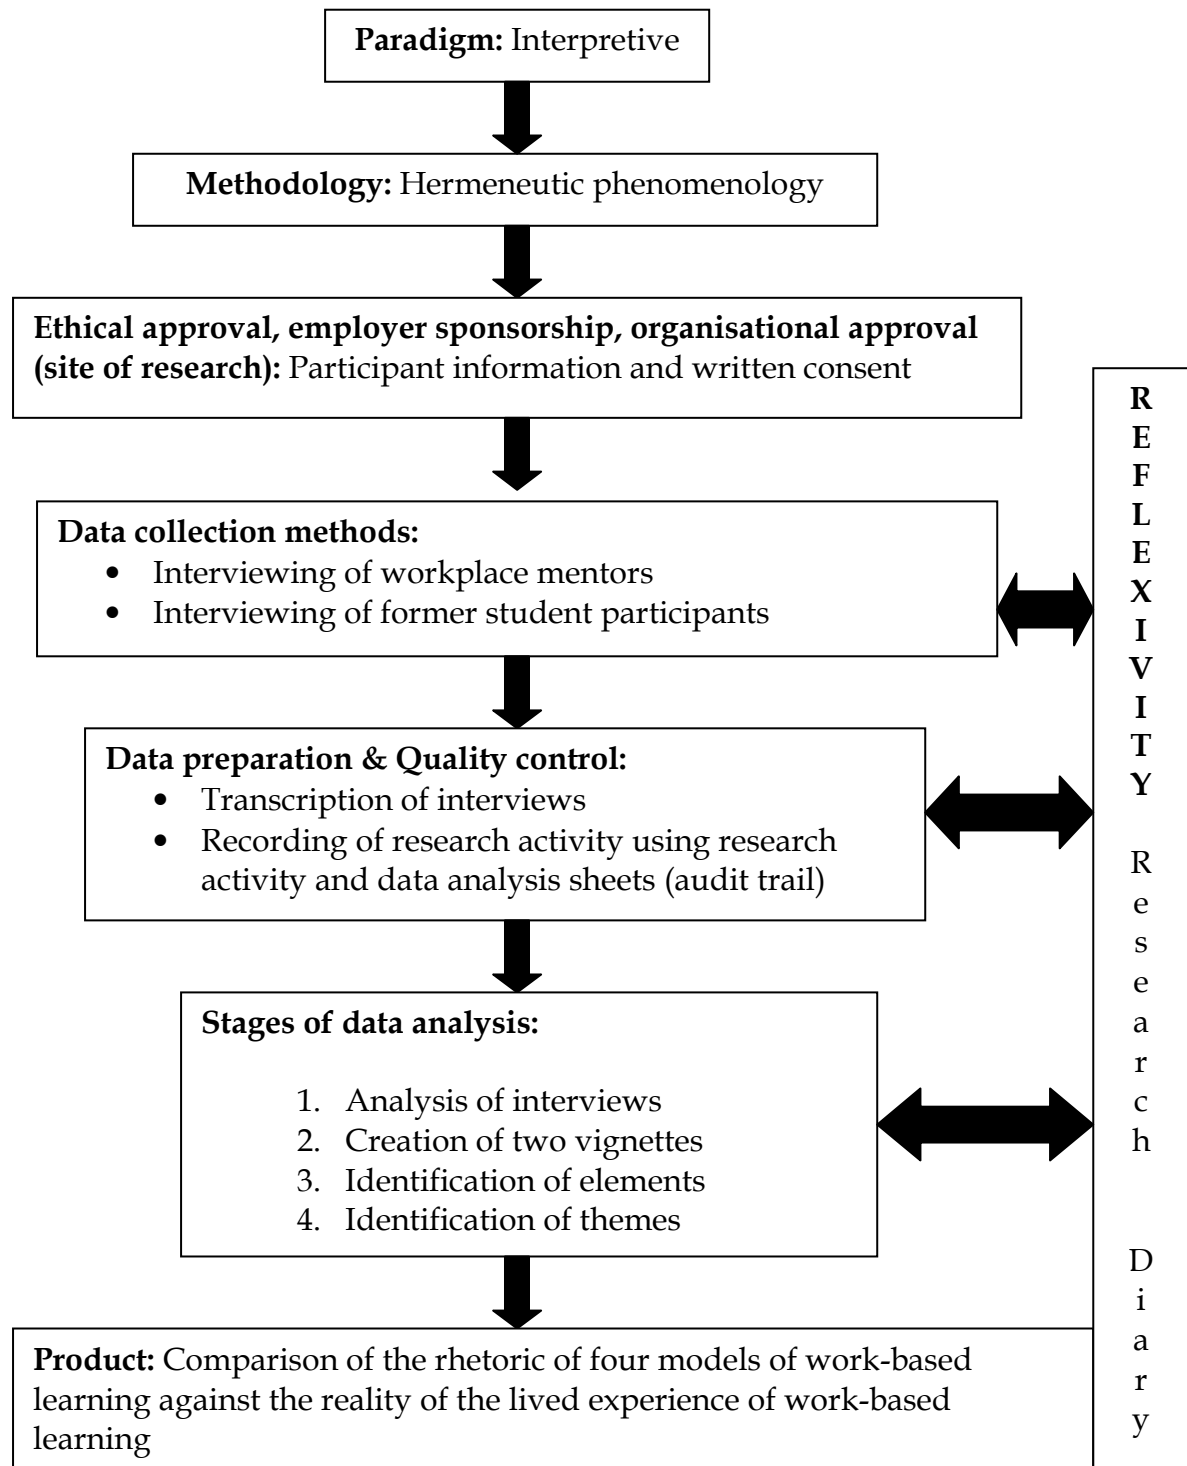 Paradigm: Interpretive
Methodology: Hermeneutic phenomenology
Ethical approval, employer sponsorship, organisational approval
(site of research): Participant information and written consent
Data collection methods:
• Interviewing of workplace mentors
• Interviewing of former student participants
Data preparation & Quality control:
• Transcription of interviews
• Recording of research activity using research
activity and data analysis sheets (audit trail)
Stages of data analysis:
1. Analysis of interviews
2. Creation of two vignettes
3. Identification of elements
4. Identification of themes
Product: Comparison of the rhetoric of four models of work-based
learning against the reality of the lived experience of work-based
learning
REFLEXIVITY Research Diary